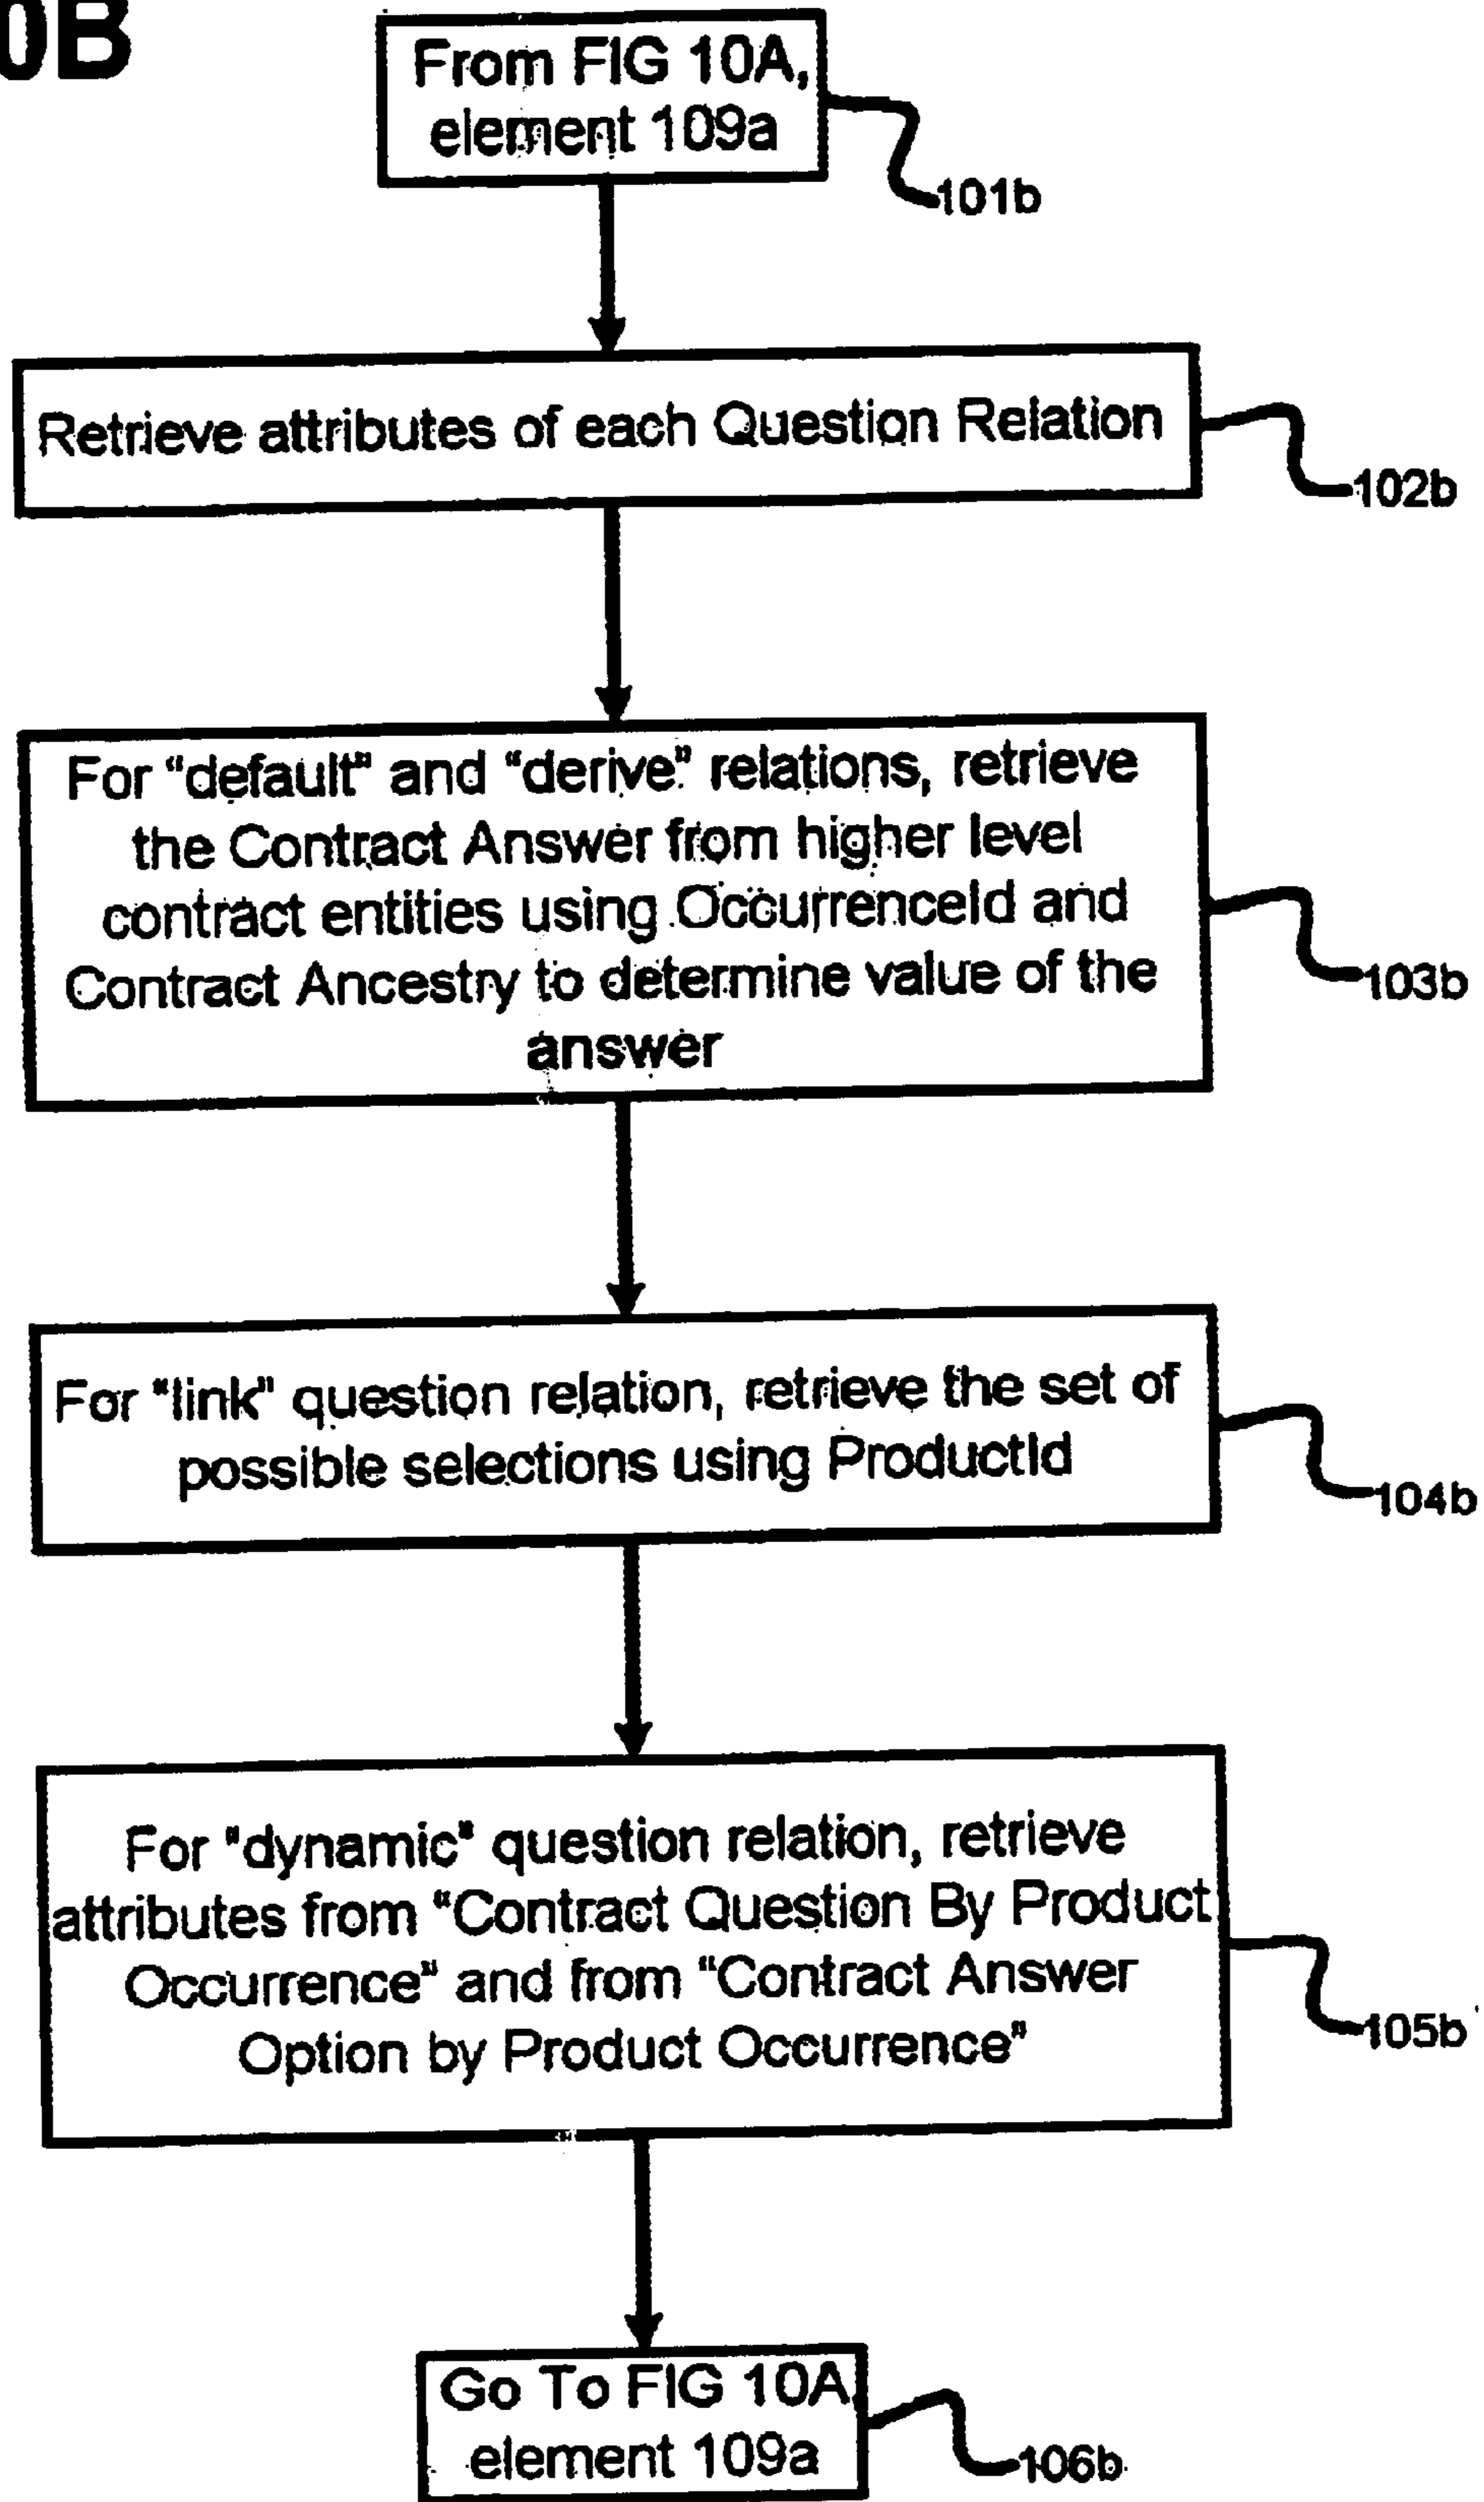 0B
From FIG 10A,
element 109a
101b
Retrieve attributes of each Question Relation
102b
For "default" and "derive" relations, retrieve
the Contract Answer from higher level
contract entities using OccurrenceId and
Contract Ancestry to determine value of the
answer
103b
For "link" question relation, retrieve the set of
possible selections using ProductId
104b
For "dynamic" question relation, retrieve
attributes from "Contract Question By Product
Occurrence" and from "Contract Answer
Option by Product Occurrence"
105b
Go To FIG 10A
element 109a
106b